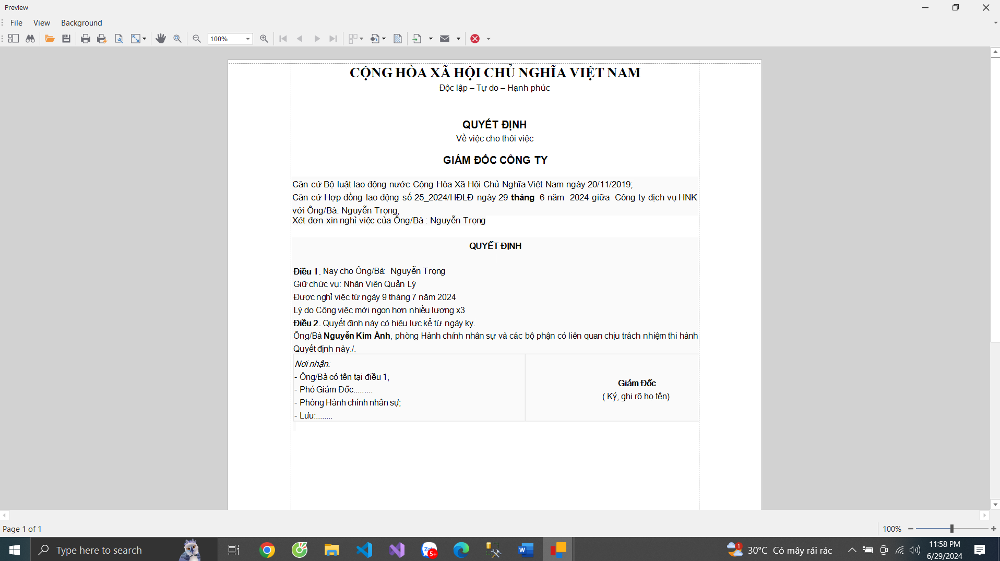 Preview
File View Background
100%
CỘNG HÒA XÃ HỘI CHỦ NGHĨA VIỆT NAM
Độc lập – Tự do – Hạnh phúc
QUYẾT ĐỊNH
Về việc cho thôi việc
GIÁM ĐỐC CÔNG TY
Căn cứ Bộ luật lao động nước Cộng Hòa Xã Hội Chủ Nghĩa Việt Nam ngày 20/11/2019;
Căn cứ Hợp đồng lao động số 25_2024/HĐLĐ ngày 29 tháng 6 năm 2024 giữa Công ty dịch vụ HNK
với Ông/Bà: Nguyễn Trọng,
Xét đơn xin nghỉ việc của Ông/Bà : Nguyễn Trọng
QUYẾT ĐỊNH
Điều 1. Nay cho Ông/Bà: Nguyễn Trọng
Giữ chức vụ: Nhân Viên Quản Lý
Được nghỉ việc từ ngày 9 tháng 7 năm 2024
Lý do Công việc mới ngon hơn nhiều lương x3
Điều 2. Quyết định này có hiệu lực kể từ ngày ky.
Ông/Bà Nguyễn Kim Ánh, phòng Hành chính nhân sự và các bộ phận có liên quan chịu trách nhiệm thi hành
Quyết định này./.
Nơi nhận:
- Ông/Bà có tên tại điều 1;
- Phó Giám Đốc.........
- Phòng Hành chính nhân sự;
- Lưu:........
Giám Đốc
( Ký, ghi rõ họ tên)
Page 1 of 1
100%
Type here to search
Zalo
5+
1
30°C Có mây rải rác
11:58 PM
6/29/2024